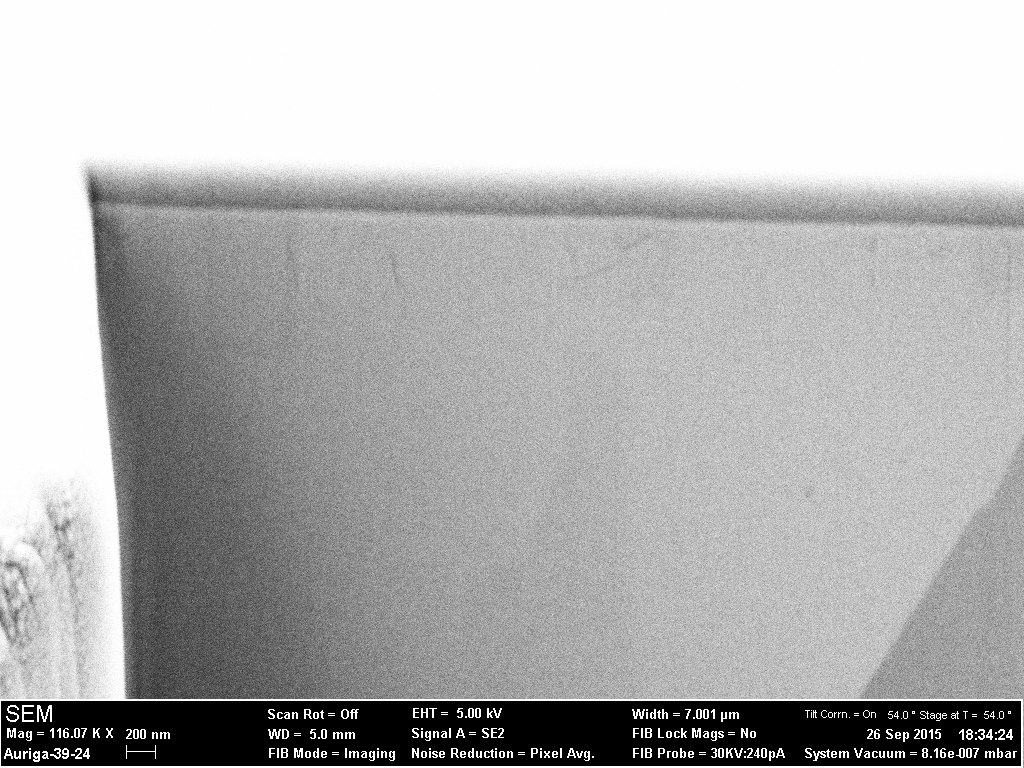 SEM
Mag = 116.07 K X 200 nm
Auriga-39-24
Scan Rot = Off
WD = 5.0 mm
FIB Mode = Imaging
EHT = 5.00 kV
Signal A = SE2
Noise Reduction = Pixel Avg.
Width = 7.001 µm
FIB Lock Mags = No
FIB Probe = 30KV:240pA
Tilt Corrn. = On 54.0 ° Stage at T = 54.0 °
26 Sep 2015 18:34:24
System Vacuum = 8.16e-007 mbar